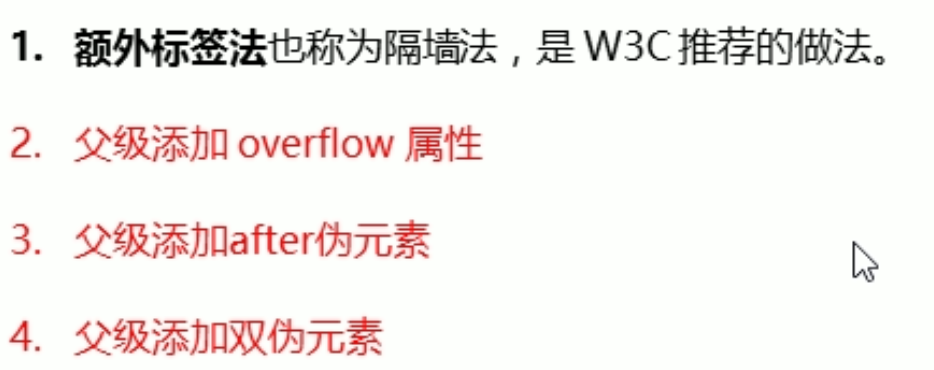 1. 额外标签法也称为隔墙法，是 W3C 推荐的做法。
2. 父级添加 overflow 属性
3. 父级添加after伪元素
4. 父级添加双伪元素